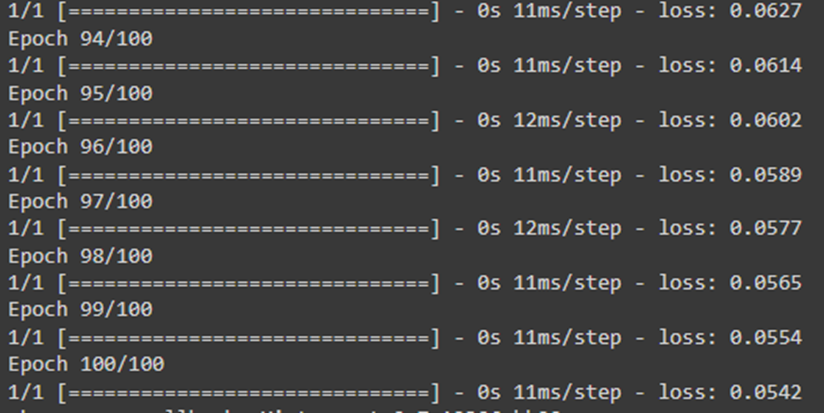 1/1 [==============================] - 0s 11ms/step - loss: 0.0627
Epoch 94/100
1/1 [==============================] - 0s 11ms/step - loss: 0.0614
Epoch 95/100
1/1 [==============================] - 0s 12ms/step - loss: 0.0602
Epoch 96/100
1/1 [==============================] - 0s 11ms/step - loss: 0.0589
Epoch 97/100
1/1 [==============================] - 0s 12ms/step - loss: 0.0577
Epoch 98/100
1/1 [==============================] - 0s 11ms/step - loss: 0.0565
Epoch 99/100
1/1 [==============================] - 0s 11ms/step - loss: 0.0554
Epoch 100/100
1/1 [==============================] - 0s 11ms/step - loss: 0.0542